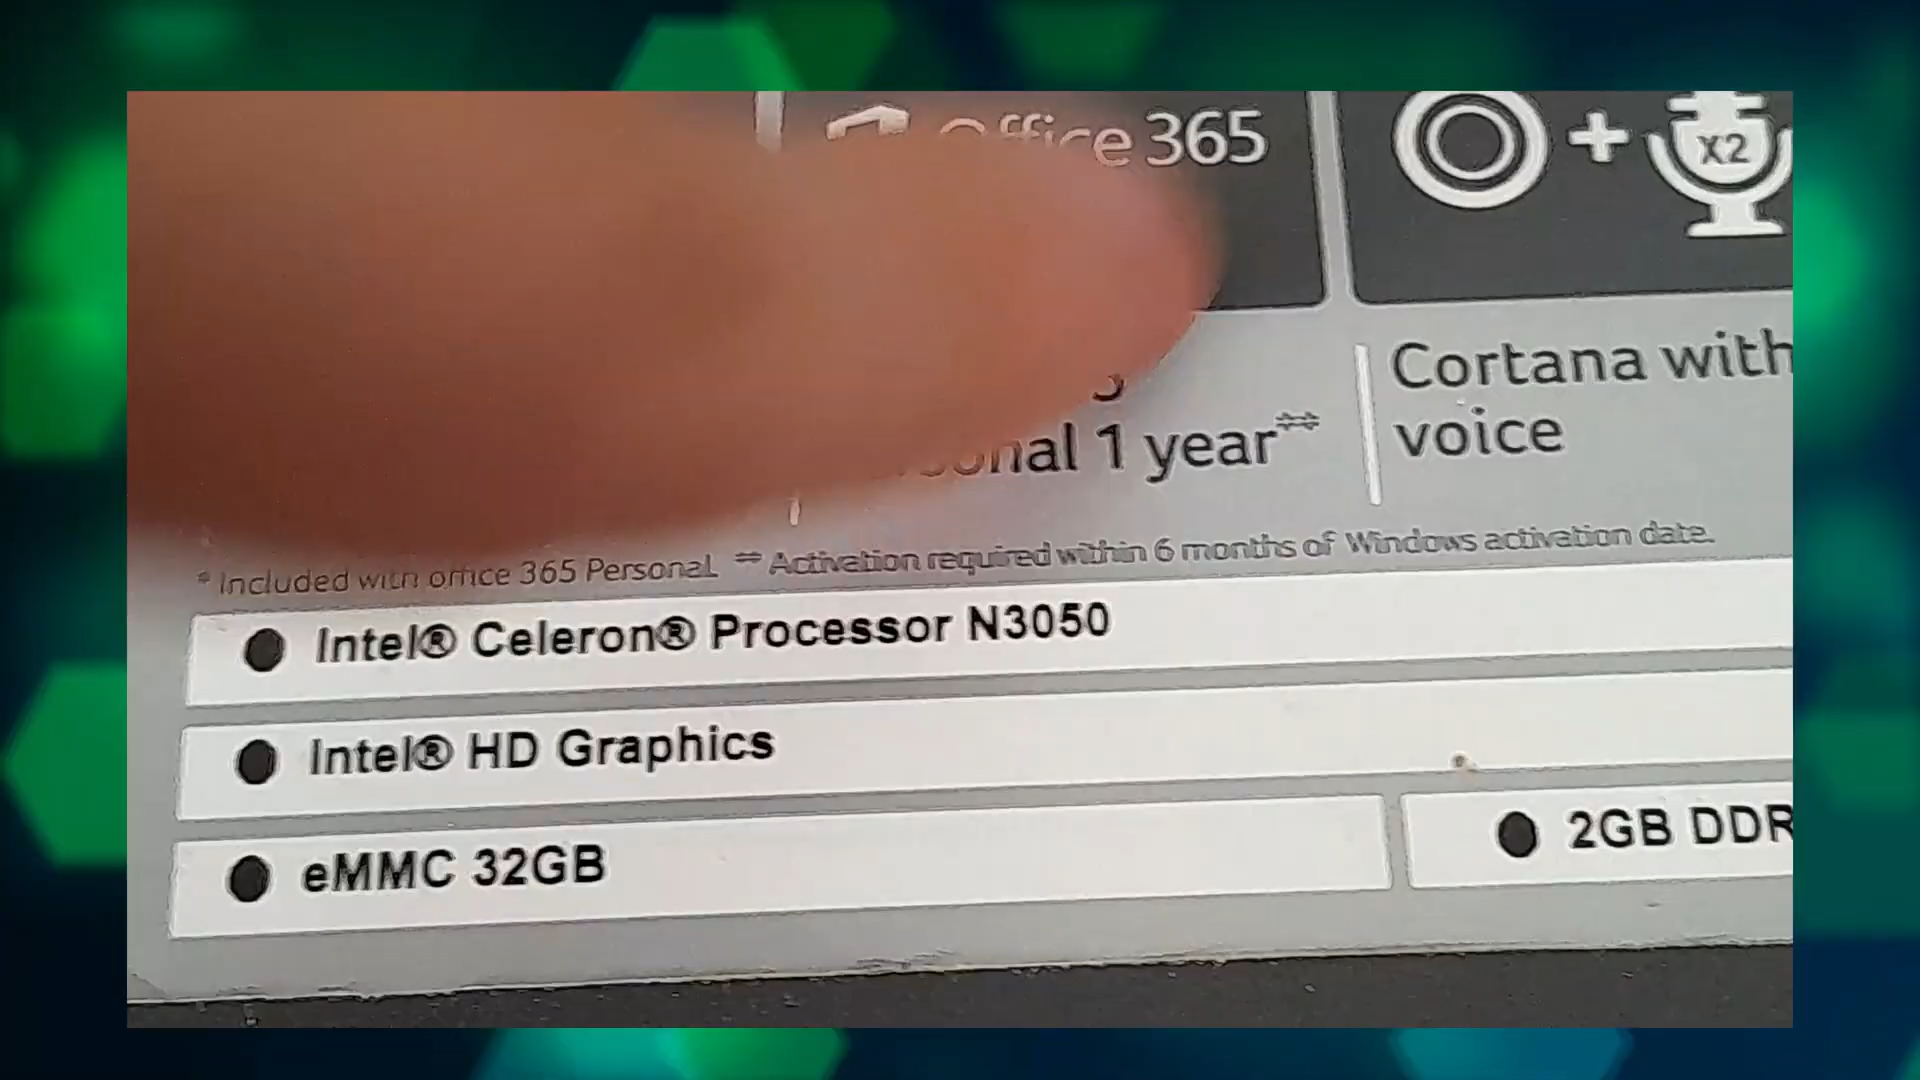 Office 365
X2
1 year**
Cortana with
voice
* Included with office 365 Personal. ** Activation required within 6 months of Windows activation date.
Intel® Celeron® Processor N3050
Intel® HD Graphics
eMMC 32GB
2GB DDR